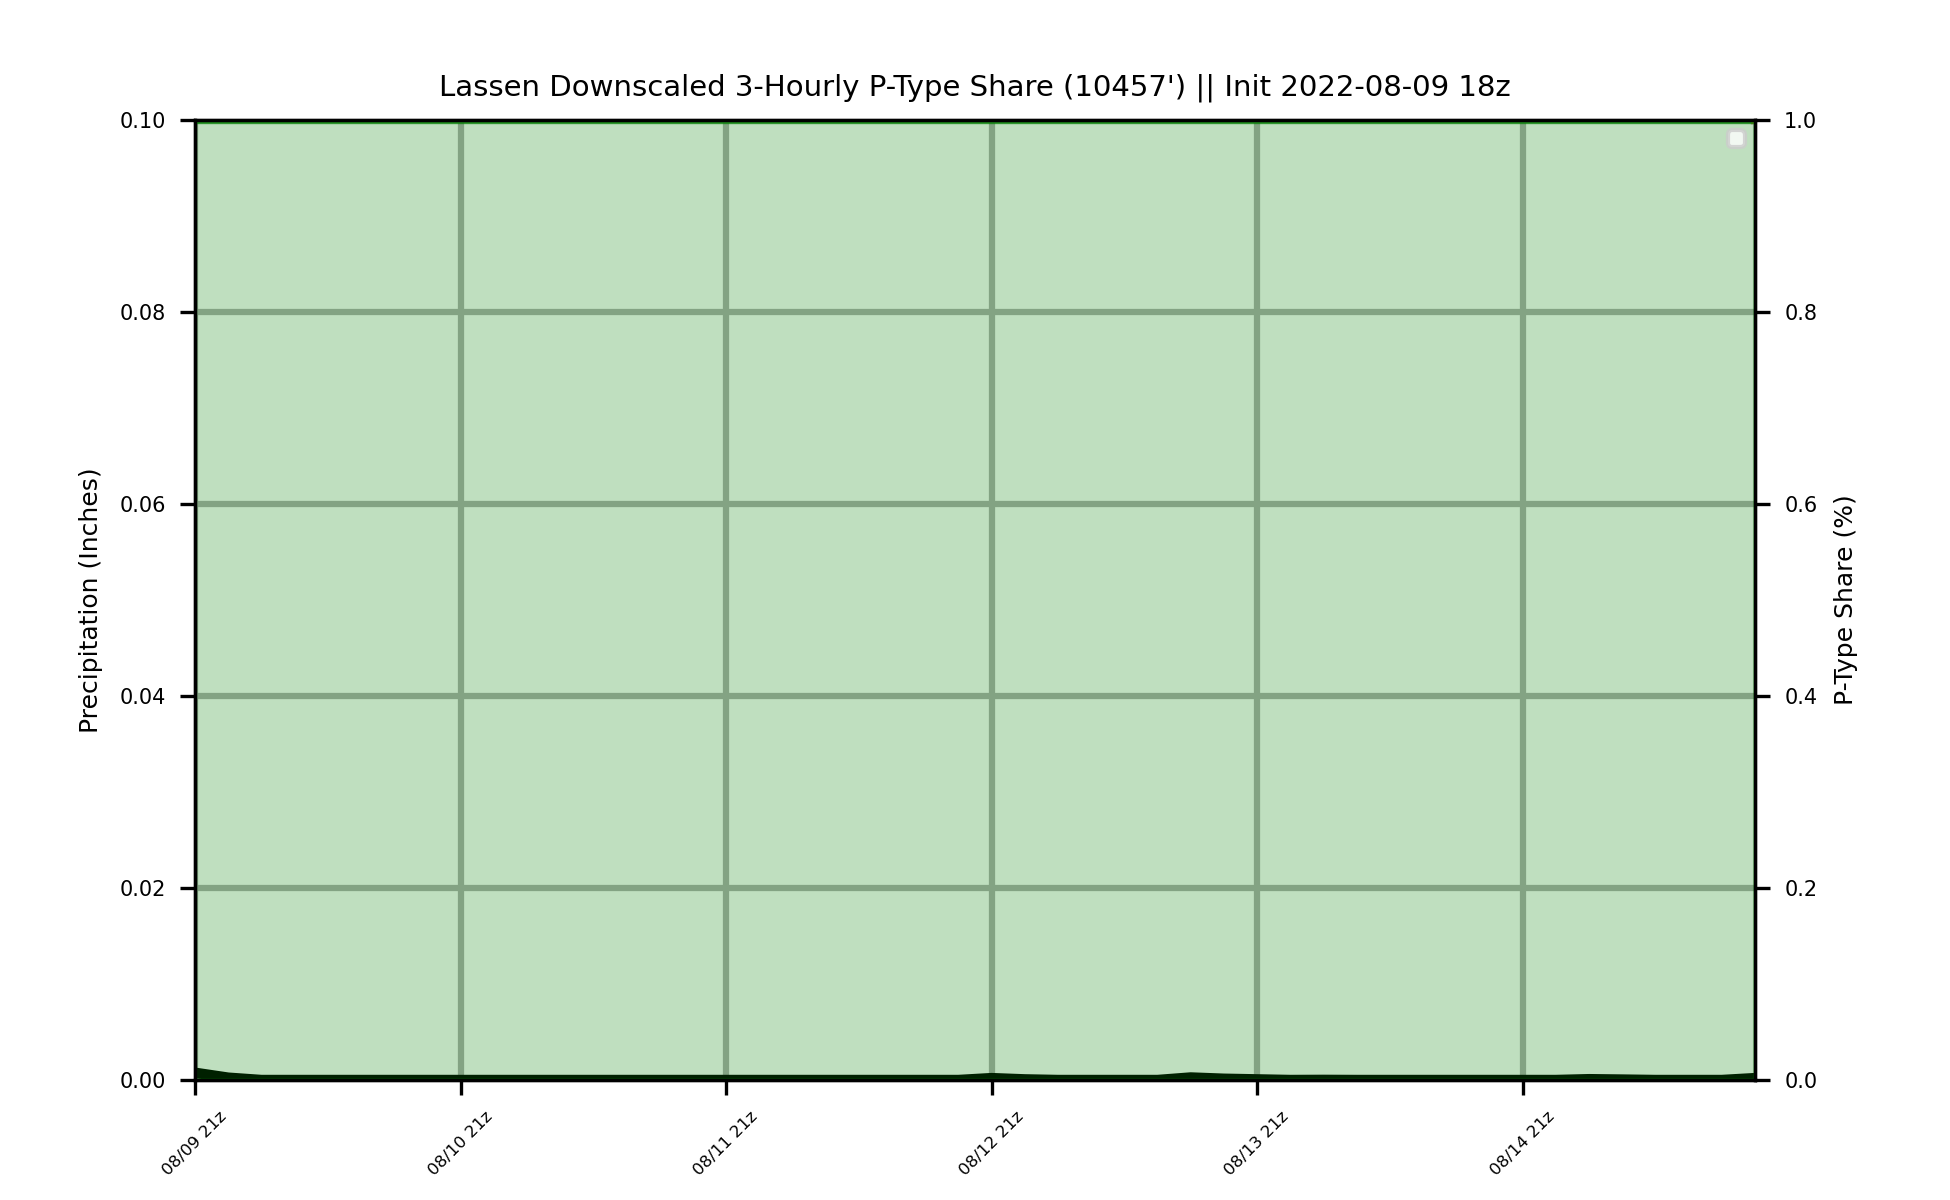 Lassen Downscaled 3-Hourly P-Type Share (10457') || Init 2022-08-09 18z
Precipitation (Inches)
0.10
0.08
0.06
0.04
0.02
0.00
1.0
0.8
0.6
0.4
0.2
0.0
P-Type Share (%)
08/09 21z
08/10 21z
08/11 21z
08/12 21z
08/13 21z
08/14 21z